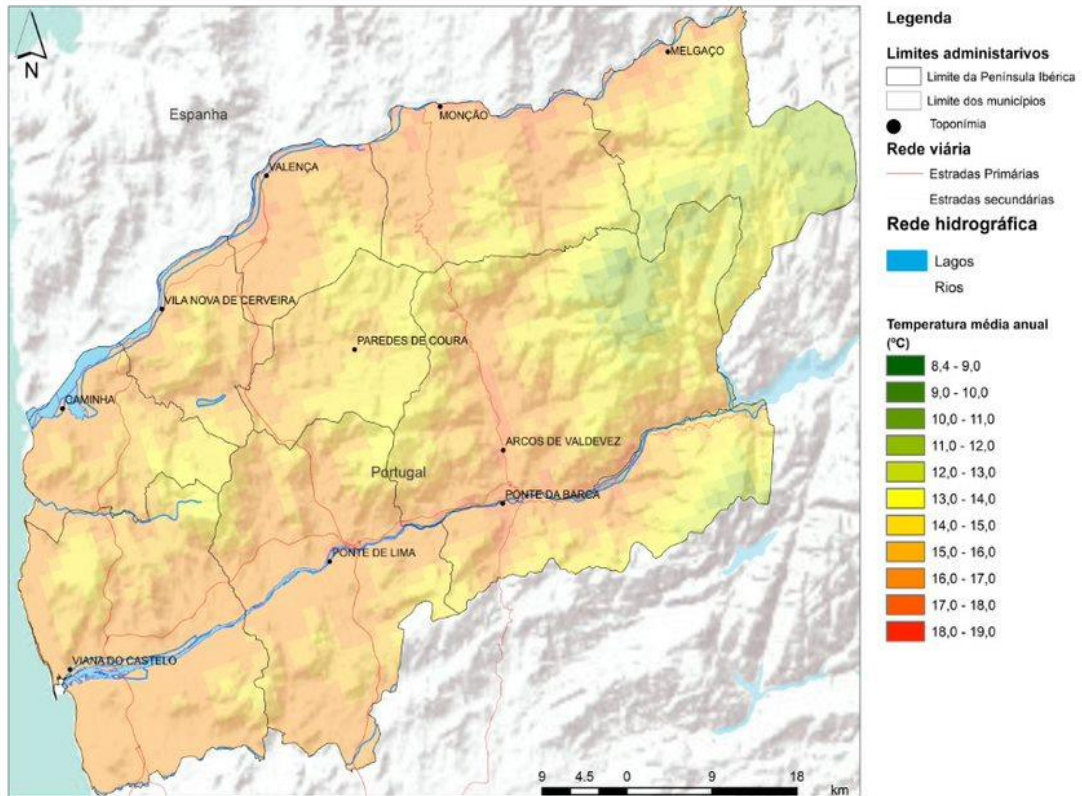 N
Espanha
MELGAÇO
MONÇÃO
VALENÇA
VILA NOVA DE CERVEIRA
PAREDES DE COURA
CAMINHA
ARCOS DE VALDEVEZ
Portugal
PONTE DA BARCA
PONTE DE LIMA
VIANA DO CASTELO
9 4.5 0 9 18
km
Legenda
Limites administarivos
Limite da Península Ibérica
Limite dos municípios
Toponímia
Rede viária
Estradas Primárias
Estradas secundárias
Rede hidrográfica
Lagos
Rios
Temperatura média anual
(ºC)
8,4 - 9,0
9,0 - 10,0
10,0 - 11,0
11,0 - 12,0
12,0 - 13,0
13,0 - 14,0
14,0 - 15,0
15,0 - 16,0
16,0 - 17,0
17,0 - 18,0
18,0 - 19,0